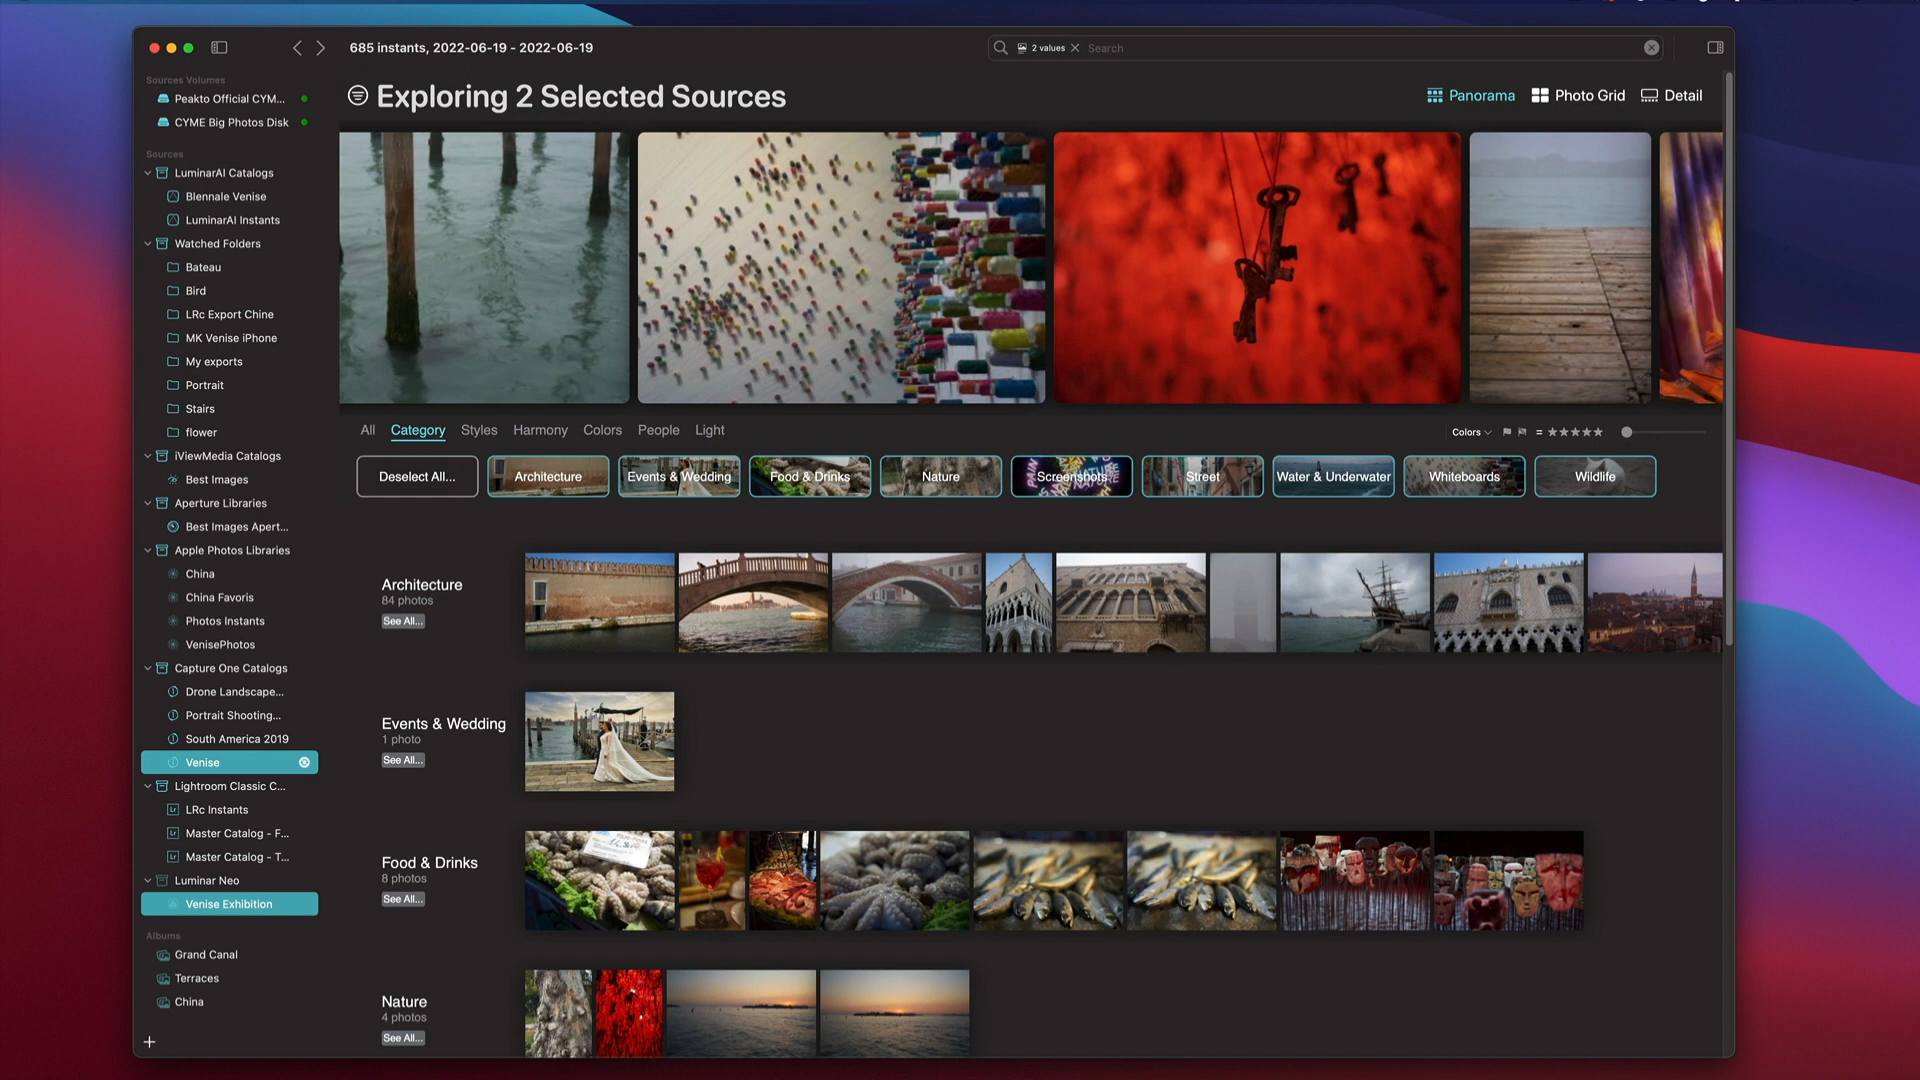 685 instants, 2022-06-19 - 2022-06-19
2 values
Search
Sources Volumes
Peakto Official CYM...
CYME Big Photos Disk
Sources
LuminarAI Catalogs
BIennale Venise
LuminarAI Instants
Watched Folders
Bateau
Bird
LRc Export Chine
MK Venise iPhone
My exports
Portrait
Stairs
flower
iViewMedia Catalogs
Best Images
Aperture Libraries
Best Images Apert...
Apple Photos Libraries
China
China Favoris
Photos Instants
VenisePhotos
Capture One Catalogs
Drone Landscape...
Portrait Shooting...
South America 2019
Venise
Lightroom Classic C...
Lr LRc Instants
Lr Master Catalog - F...
Lr Master Catalog - T...
Luminar Neo
Venise Exhibition
Albums
Grand Canal
Terraces
China
Exploring 2 Selected Sources
Panorama
Photo Grid
Detail
All Category Styles Harmony Colors People Light
Colors
=
Deselect All...
Architecture
Events & Wedding
Food & Drinks
Nature
Screenshots
Street
Water & Underwater
Whiteboards
Wildlife
Architecture
84 photos
See All...
Events & Wedding
1 photo
See All...
Food & Drinks
8 photos
See All...
Nature
4 photos
See All...